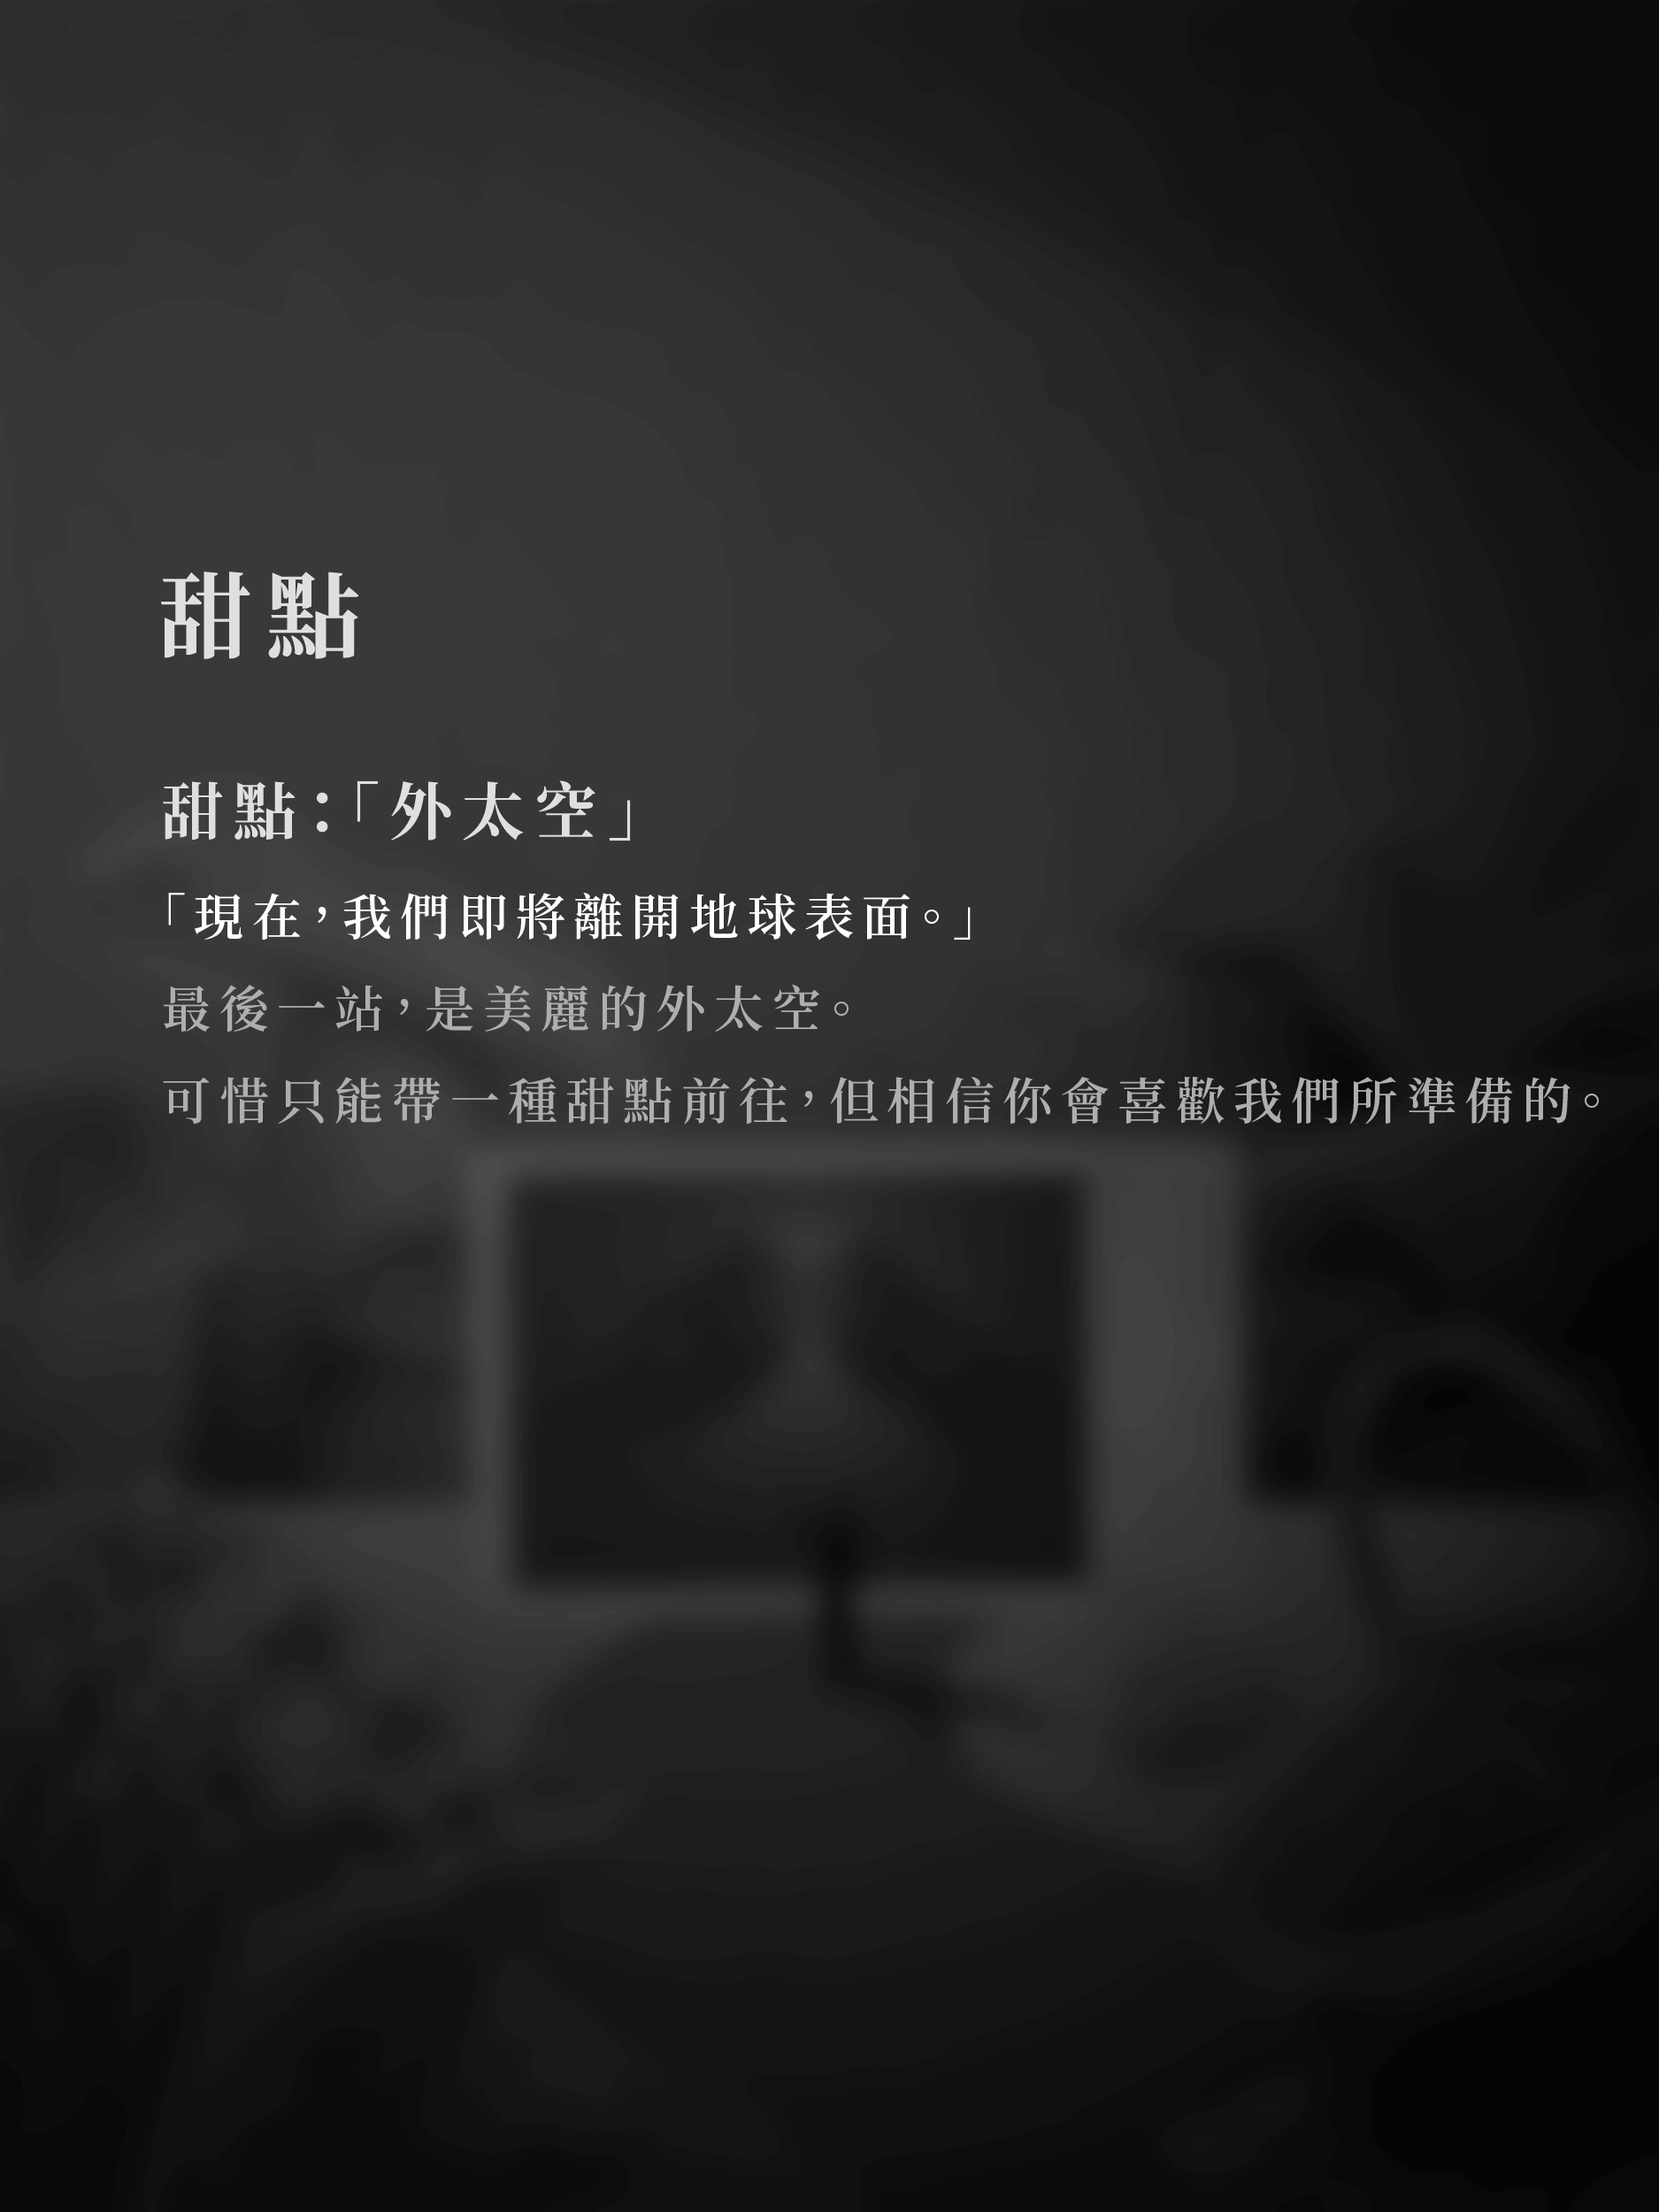 甜點
甜點：「外太空」
「現在，我們即將離開地球表面。」
最後一站，是美麗的外太空。
可惜只能帶一種甜點前往，但相信你會喜歡我們所準備的。